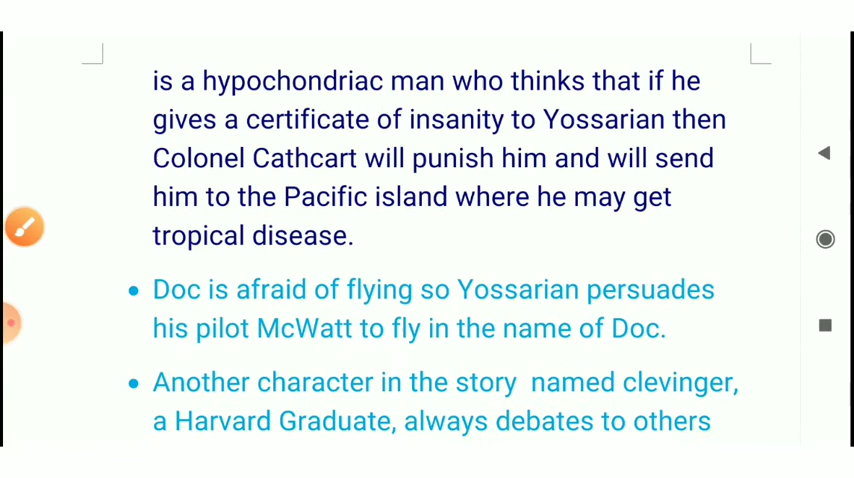 is a hypochondriac man who thinks that if he
gives a certificate of insanity to Yossarian then
Colonel Cathcart will punish him and will send
him to the Pacific island where he may get
tropical disease.
• Doc is afraid of flying so Yossarian persuades
his pilot McWatt to fly in the name of Doc.
• Another character in the story named clevinger,
a Harvard Graduate, always debates to others